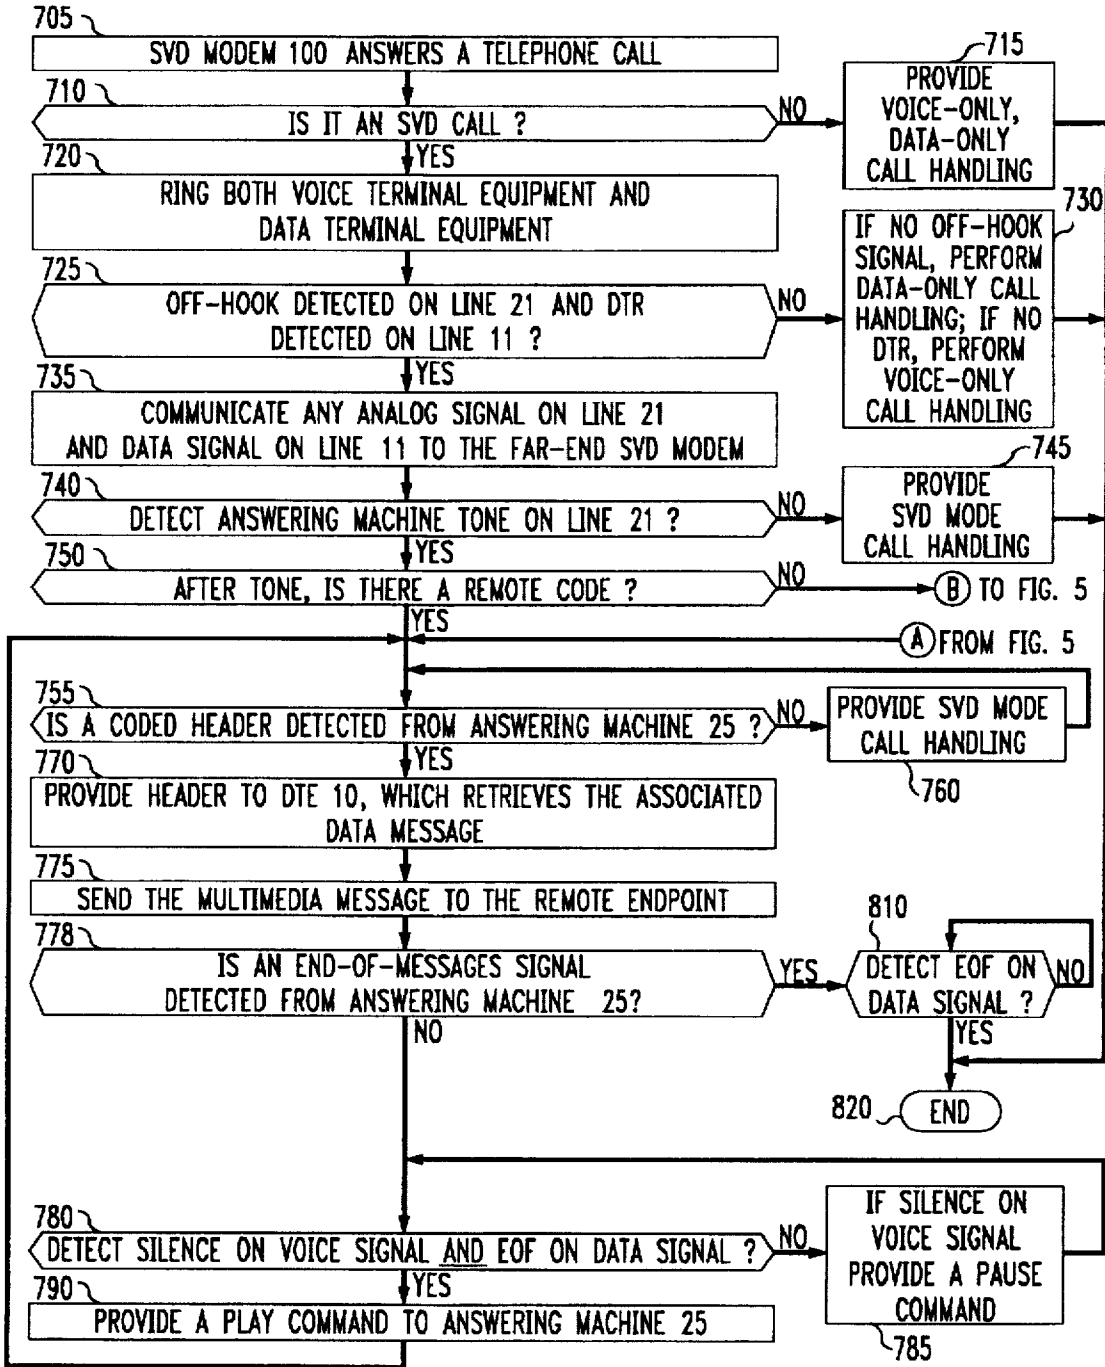 705
SVD MODEM 100 ANSWERS A TELEPHONE CALL
710
IS IT AN SVD CALL ?
NO
715
PROVIDE
VOICE-ONLY,
DATA-ONLY
CALL HANDLING
YES
720
RING BOTH VOICE TERMINAL EQUIPMENT AND
DATA TERMINAL EQUIPMENT
725
OFF-HOOK DETECTED ON LINE 21 AND DTR
DETECTED ON LINE 11 ?
NO
730
IF NO OFF-HOOK
SIGNAL, PERFORM
DATA-ONLY CALL
HANDLING; IF NO
DTR, PERFORM
VOICE-ONLY
CALL HANDLING
YES
735
COMMUNICATE ANY ANALOG SIGNAL ON LINE 21
AND DATA SIGNAL ON LINE 11 TO THE FAR-END SVD MODEM
740
DETECT ANSWERING MACHINE TONE ON LINE 21 ?
NO
745
PROVIDE
SVD MODE
CALL HANDLING
YES
750
AFTER TONE, IS THERE A REMOTE CODE ?
NO
B TO FIG. 5
YES
A FROM FIG. 5
755
IS A CODED HEADER DETECTED FROM ANSWERING MACHINE 25 ?
NO
PROVIDE SVD MODE
CALL HANDLING
760
YES
770
PROVIDE HEADER TO DTE 10, WHICH RETRIEVES THE ASSOCIATED
DATA MESSAGE
775
SEND THE MULTIMEDIA MESSAGE TO THE REMOTE ENDPOINT
778
IS AN END-OF-MESSAGES SIGNAL
DETECTED FROM ANSWERING MACHINE 25?
YES
810
DETECT EOF ON
DATA SIGNAL ?
NO
YES
NO
820
END
780
DETECT SILENCE ON VOICE SIGNAL AND EOF ON DATA SIGNAL ?
NO
IF SILENCE ON
VOICE SIGNAL
PROVIDE A PAUSE
COMMAND
785
YES
790
PROVIDE A PLAY COMMAND TO ANSWERING MACHINE 25